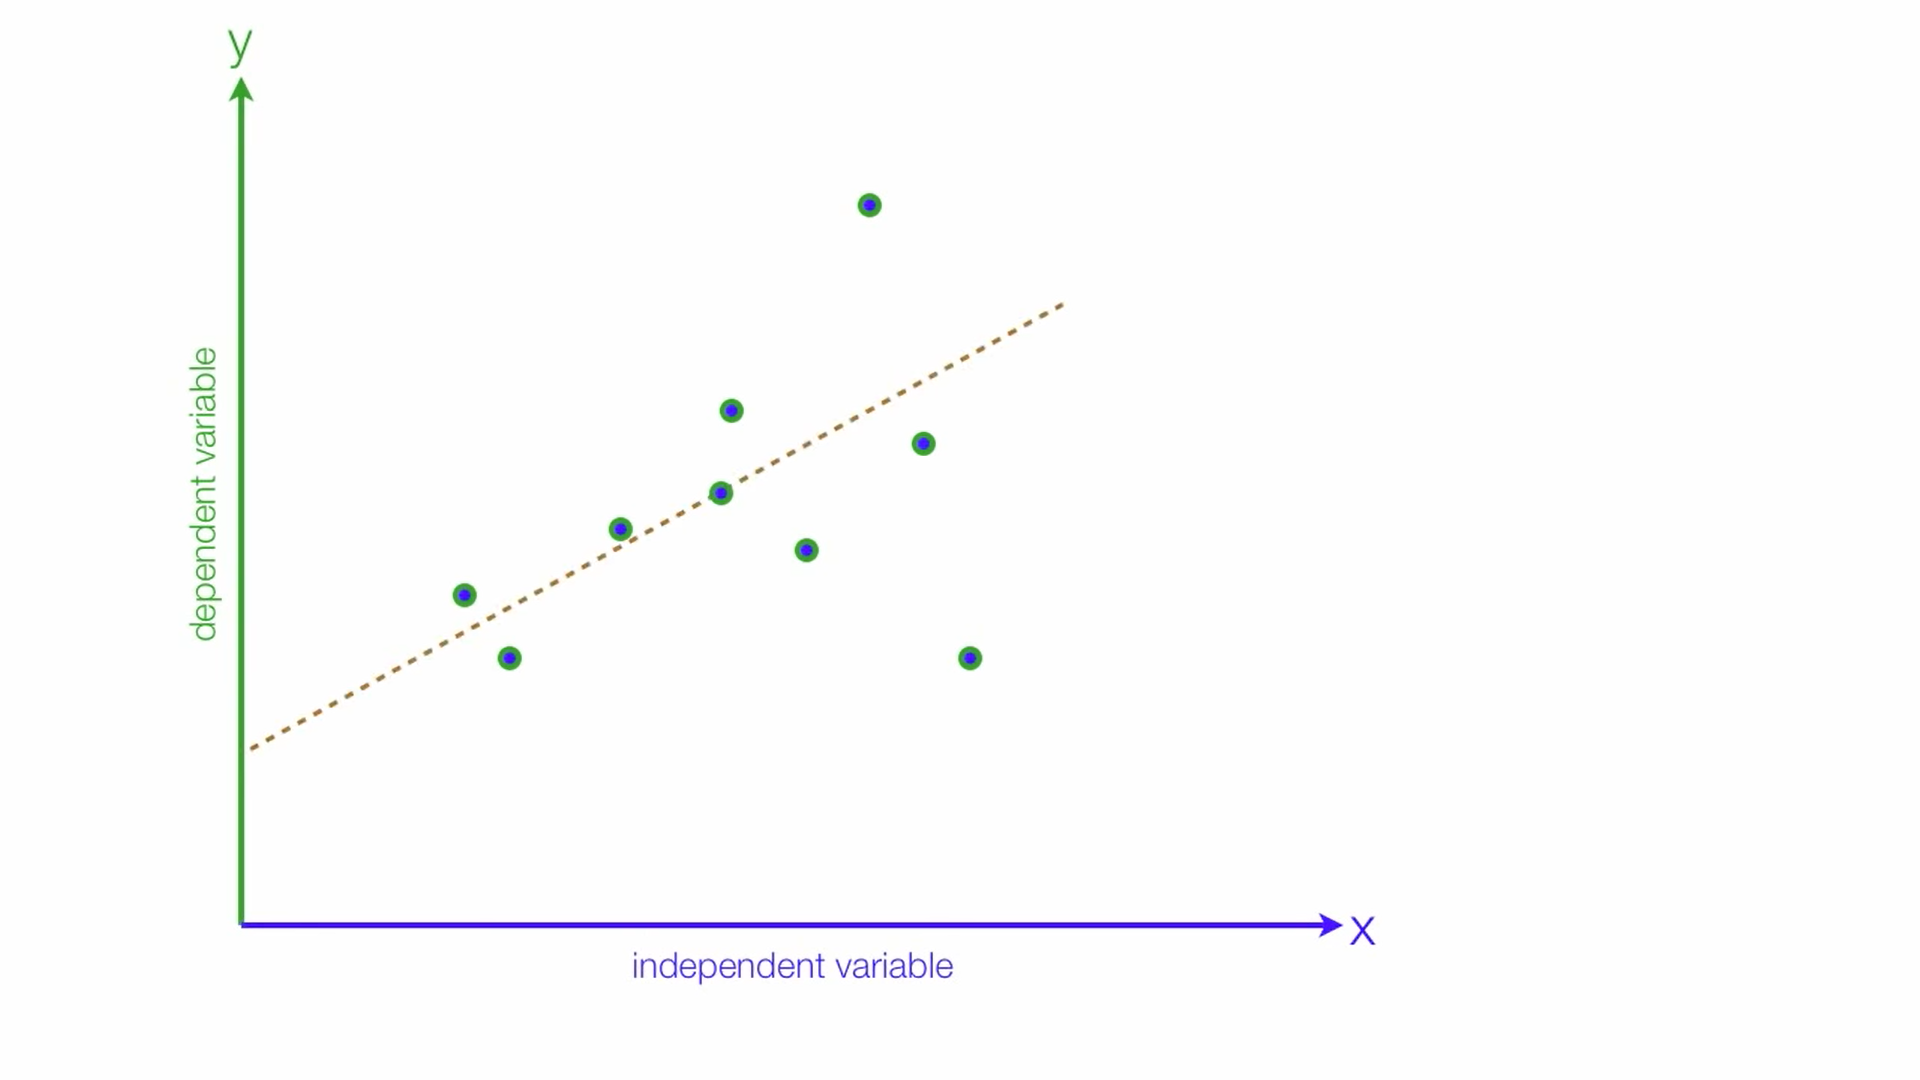 y
dependent variable
x
independent variable